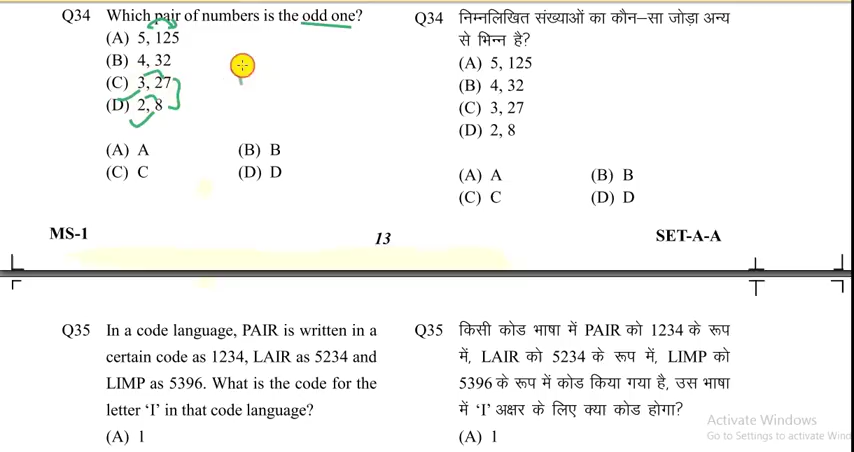 Q34 Which pair of numbers is the odd one?
(A) 5, 125
(B) 4, 32
(C) 3, 27
(D) 2, 8
(A) A (B) B
(C) C (D) D
Q34 निम्नलिखित संख्याओं का कौन–सा जोड़ा अन्य
से भिन्न है?
(A) 5, 125
(B) 4, 32
(C) 3, 27
(D) 2, 8
(A) A (B) B
(C) C (D) D
MS-1 13 SET-A-A
Q35 In a code language, PAIR is written in a
certain code as 1234, LAIR as 5234 and
LIMP as 5396. What is the code for the
letter ‘I’ in that code language?
(A) 1
Q35 किसी कोड भाषा में PAIR को 1234 के रूप
में, LAIR को 5234 के रूप में, LIMP को
5396 के रूप में कोड किया गया है, उस भाषा
में ‘I’ अक्षर के लिए क्या कोड होगा?
(A) 1
Activate Windows
Go to Settings to activate Wind